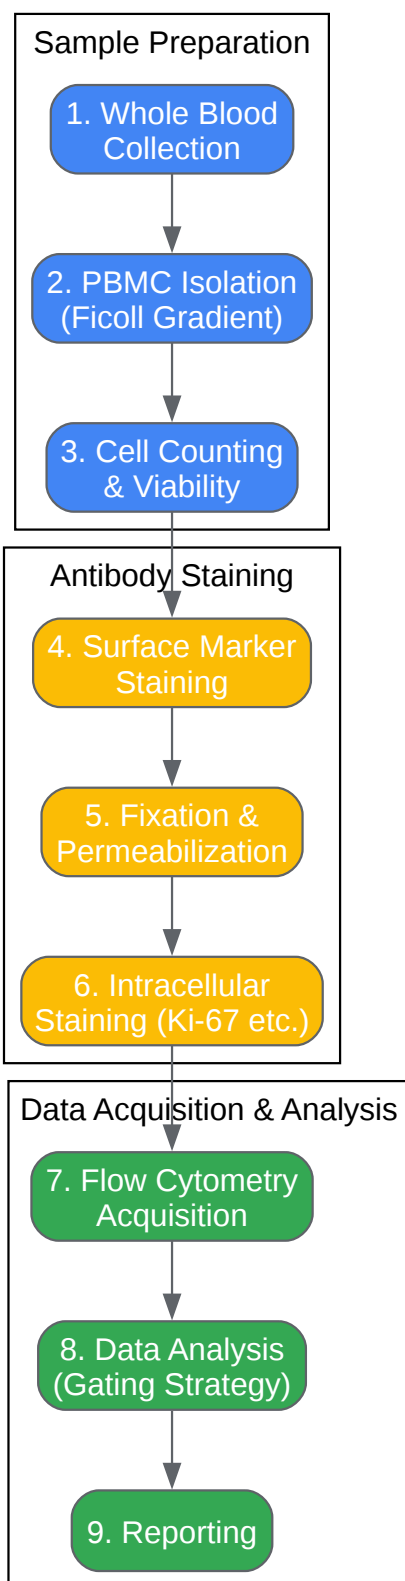 Sample Preparation
1. Whole Blood
Collection
2. PBMC Isolation
(Ficoll Gradient)
3. Cell Counting
& Viability
Antibody Staining
4. Surface Marker
Staining
5. Fixation &
Permeabilization
6. Intracellular
Staining (Ki-67 etc.)
Data Acquisition & Analysis
7. Flow Cytometry
Acquisition
8. Data Analysis
(Gating Strategy)
9. Reporting